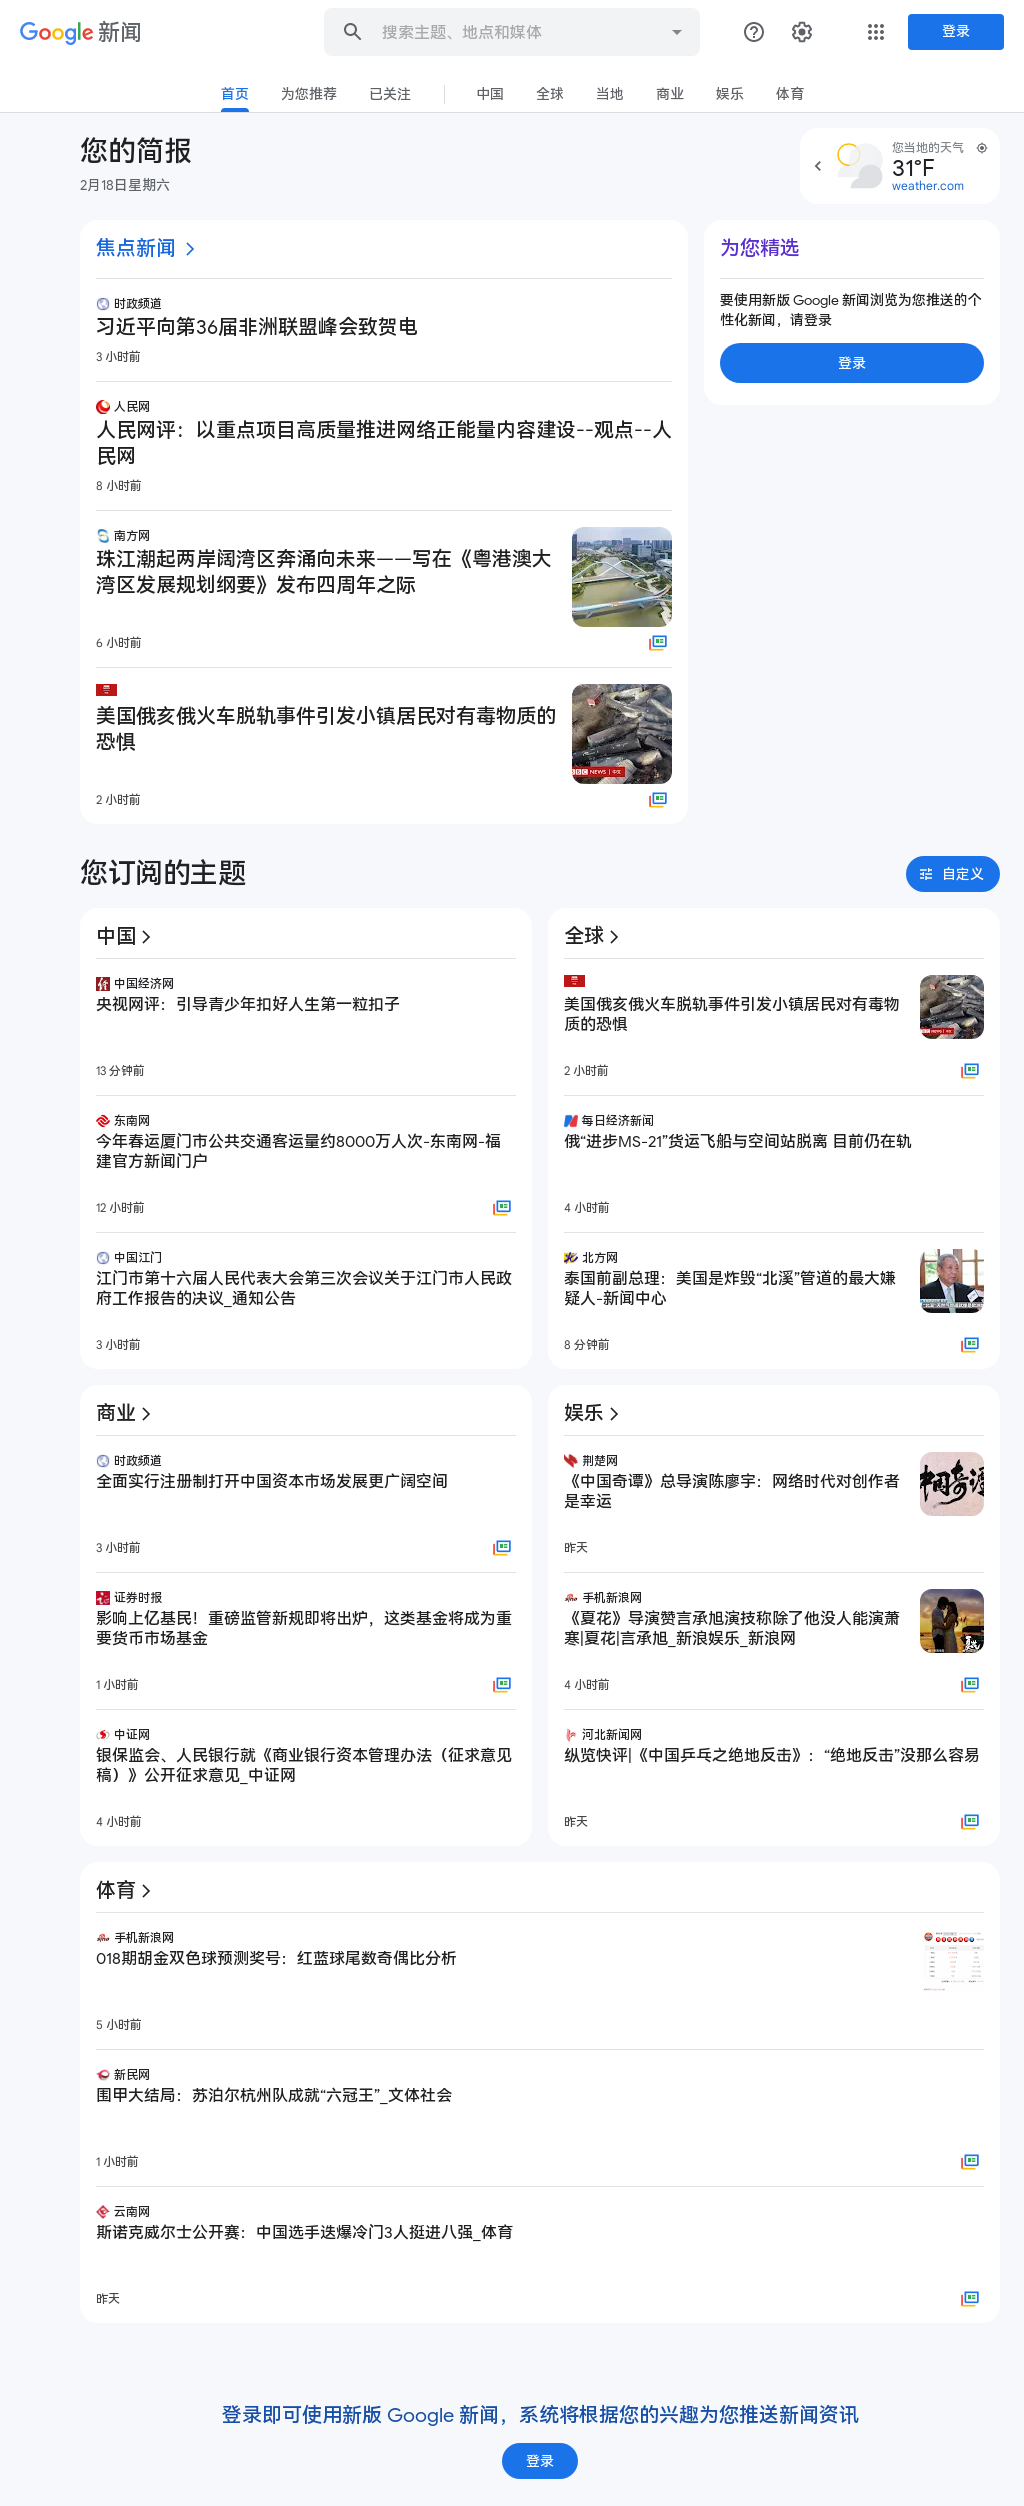 Google 新闻
搜索主题、地点和媒体
登录
首页 为您推荐 已关注 中国 全球 当地 商业 娱乐 体育
您的简报
2月18日星期六
您当地的天气
31°F
weather.com
焦点新闻
时政频道
习近平向第36届非洲联盟峰会致贺电
3 小时前
人民网
人民网评：以重点项目高质量推进网络正能量内容建设--观点--人
民网
8 小时前
南方网
珠江潮起两岸阔湾区奔涌向未来——写在《粤港澳大
湾区发展规划纲要》发布四周年之际
6 小时前
美国俄亥俄火车脱轨事件引发小镇居民对有毒物质的
恐惧
BBC NEWS 中文
2 小时前
为您精选
要使用新版 Google 新闻浏览为您推送的个
性化新闻，请登录
登录
您订阅的主题
自定义
中国
中国经济网
央视网评：引导青少年扣好人生第一粒扣子
13 分钟前
东南网
今年春运厦门市公共交通客运量约8000万人次-东南网-福
建官方新闻门户
12 小时前
中国江门
江门市第十六届人民代表大会第三次会议关于江门市人民政
府工作报告的决议_通知公告
3 小时前
全球
美国俄亥俄火车脱轨事件引发小镇居民对有毒物
质的恐惧
2 小时前
每日经济新闻
俄“进步MS-21”货运飞船与空间站脱离 目前仍在轨
4 小时前
北方网
泰国前副总理：美国是炸毁“北溪”管道的最大嫌
疑人-新闻中心
8 分钟前
商业
时政频道
全面实行注册制打开中国资本市场发展更广阔空间
3 小时前
证券时报
影响上亿基民！重磅监管新规即将出炉，这类基金将成为重
要货币市场基金
1 小时前
中证网
银保监会、人民银行就《商业银行资本管理办法（征求意见
稿）》公开征求意见_中证网
4 小时前
娱乐
荆楚网
《中国奇谭》总导演陈廖宇：网络时代对创作者
是幸运
中国奇谭
昨天
手机新浪网
《夏花》导演赞言承旭演技称除了他没人能演萧
寒|夏花|言承旭_新浪娱乐_新浪网
4 小时前
河北新闻网
纵览快评|《中国乒乓之绝地反击》：“绝地反击”没那么容易
昨天
体育
手机新浪网
018期胡金双色球预测奖号：红蓝球尾数奇偶比分析
5 小时前
新民网
围甲大结局：苏泊尔杭州队成就“六冠王”_文体社会
1 小时前
云南网
斯诺克威尔士公开赛：中国选手迭爆冷门3人挺进八强_体育
昨天
登录即可使用新版 Google 新闻，系统将根据您的兴趣为您推送新闻资讯
登录